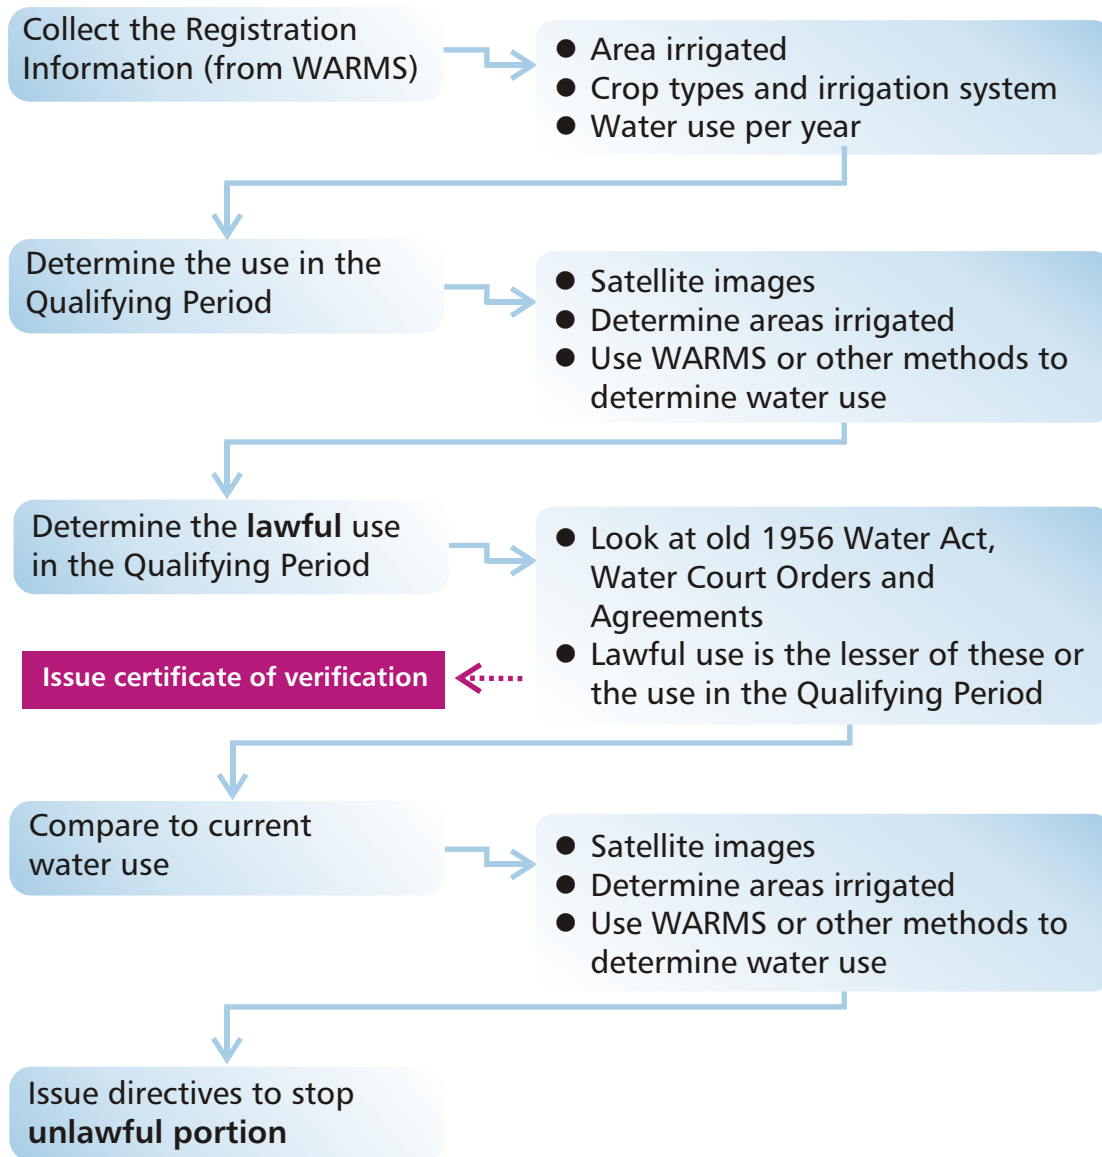 Collect the Registration
Information (from WARMS)
● Area irrigated
● Crop types and irrigation system
● Water use per year
Determine the use in the
Qualifying Period
● Satellite images
● Determine areas irrigated
● Use WARMS or other methods to
determine water use
Determine the lawful use
in the Qualifying Period
● Look at old 1956 Water Act,
Water Court Orders and
Agreements
● Lawful use is the lesser of these or
the use in the Qualifying Period
Issue certificate of verification
Compare to current
water use
● Satellite images
● Determine areas irrigated
● Use WARMS or other methods to
determine water use
Issue directives to stop
unlawful portion